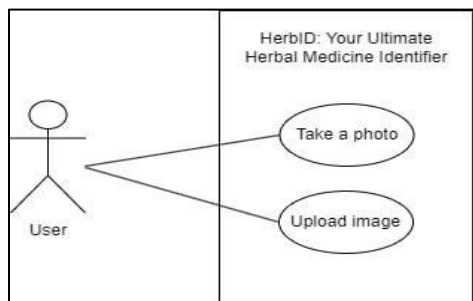 HerbID: Your Ultimate
Herbal Medicine Identifier
Take a photo
Upload image
User